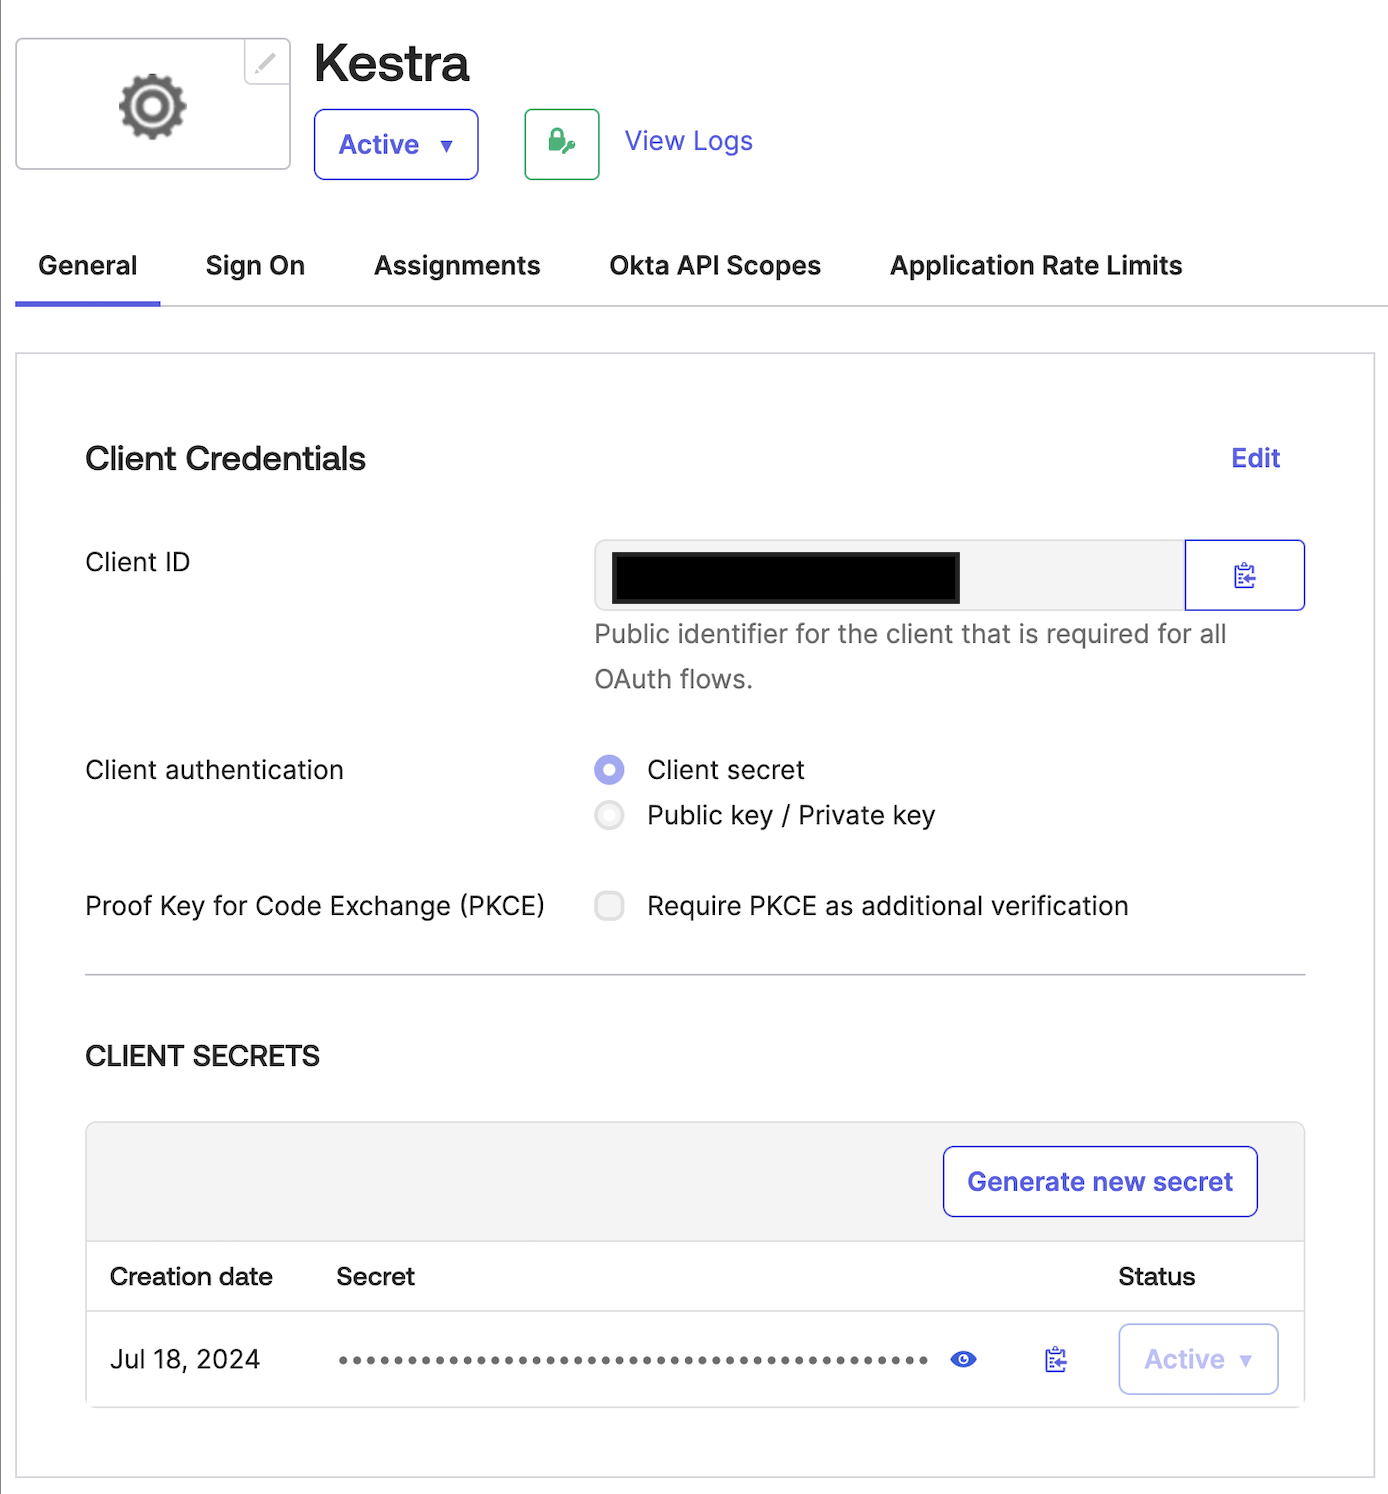 Kestra
Active
View Logs
General
Sign On
Assignments
Okta API Scopes
Application Rate Limits
Client Credentials
Edit
Client ID
Public identifier for the client that is required for all
OAuth flows.
Client authentication
Client secret
Public key / Private key
Proof Key for Code Exchange (PKCE)
Require PKCE as additional verification
CLIENT SECRETS
Generate new secret
Creation date
Secret
Status
Jul 18, 2024
Active